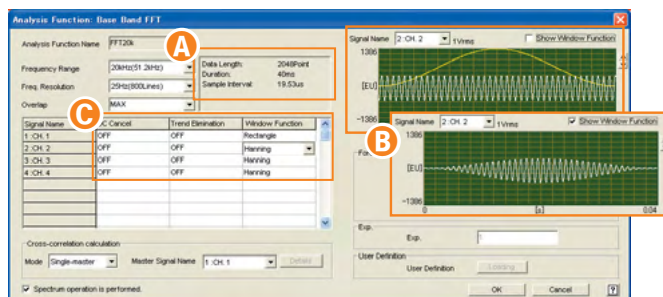 Analysis Function: Base Band FFT
Analysis Function Name FFT20k
A
Frequency Range 20kHz(51.2kHz)
Freq. Resolution 25Hz(800Lines)
Overlap MAX
Data Length: 2048Point
Duration: 40ms
Sample Interval: 19.53us
C
Signal Name DC Cancel Trend Elimination Window Function
1 :CH. 1 OFF OFF Rectangle
2 :CH. 2 OFF OFF Hanning
3 :CH. 3 OFF OFF Hanning
4 :CH. 4 OFF OFF Hanning
Cross-correlation calculation
Mode Single-master Master Signal Name 1 :CH. 1 Details
Spectrum operation is performed.
Signal Name 2 :CH. 2 1Vrms Show Window Function
1386
[EU]
-1386
B
Signal Name 2 :CH. 2 1Vrms Show Window Function
1386
[EU]
-1386
0 [s] 0.04
Exp.
Exp.
User Definition
User Definition Loading
OK Cancel ?